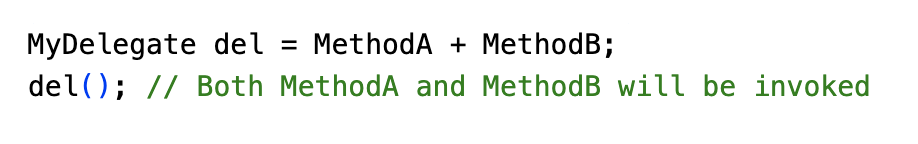 MyDelegate del = MethodA + MethodB;
del(); // Both MethodA and MethodB will be invoked